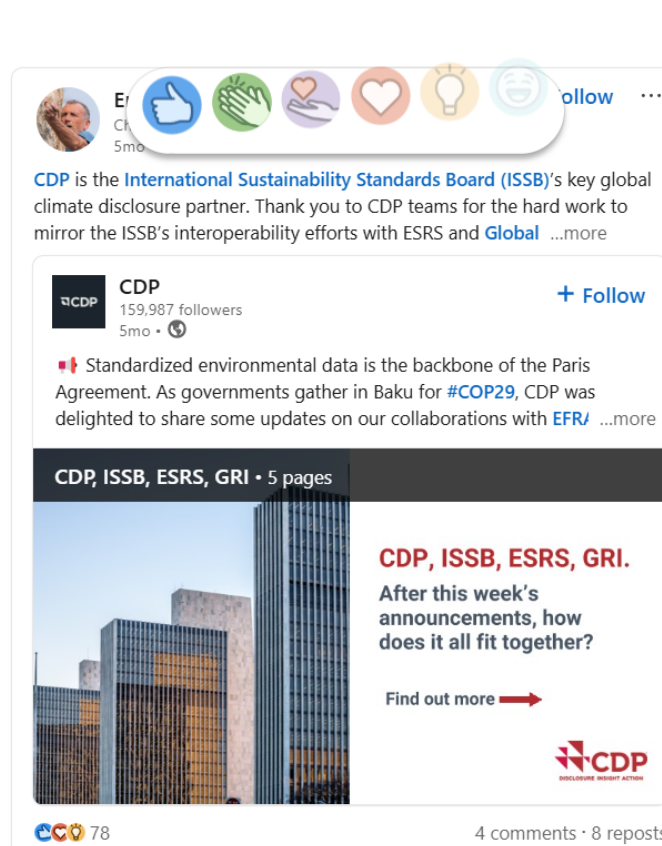 ollow
5mo
CDP is the International Sustainability Standards Board (ISSB)’s key global
climate disclosure partner. Thank you to CDP teams for the hard work to
mirror the ISSB’s interoperability efforts with ESRS and Global ...more
CDP
CDP
159,987 followers
5mo •
+ Follow
Standardized environmental data is the backbone of the Paris
Agreement. As governments gather in Baku for #COP29, CDP was
delighted to share some updates on our collaborations with EFRA ...more
CDP, ISSB, ESRS, GRI • 5 pages
CDP, ISSB, ESRS, GRI.
After this week’s
announcements, how
does it all fit together?
Find out more
CDP
DISCLOSURE INSIGHT ACTION
78
4 comments · 8 reposts